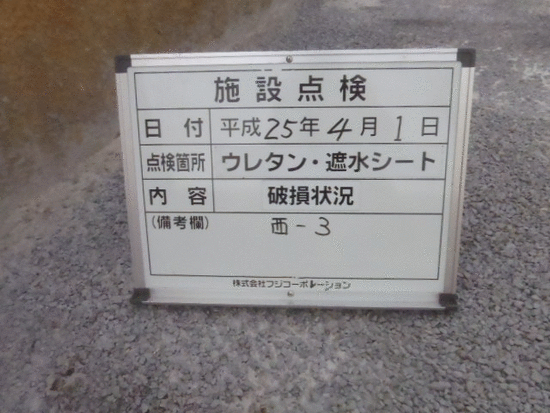 施設点検
日付 平成25年4月1日
点検箇所 ウレタン・遮水シート
内容 破損状況
(備考欄) 西-3
株式会社フジコーポレーション